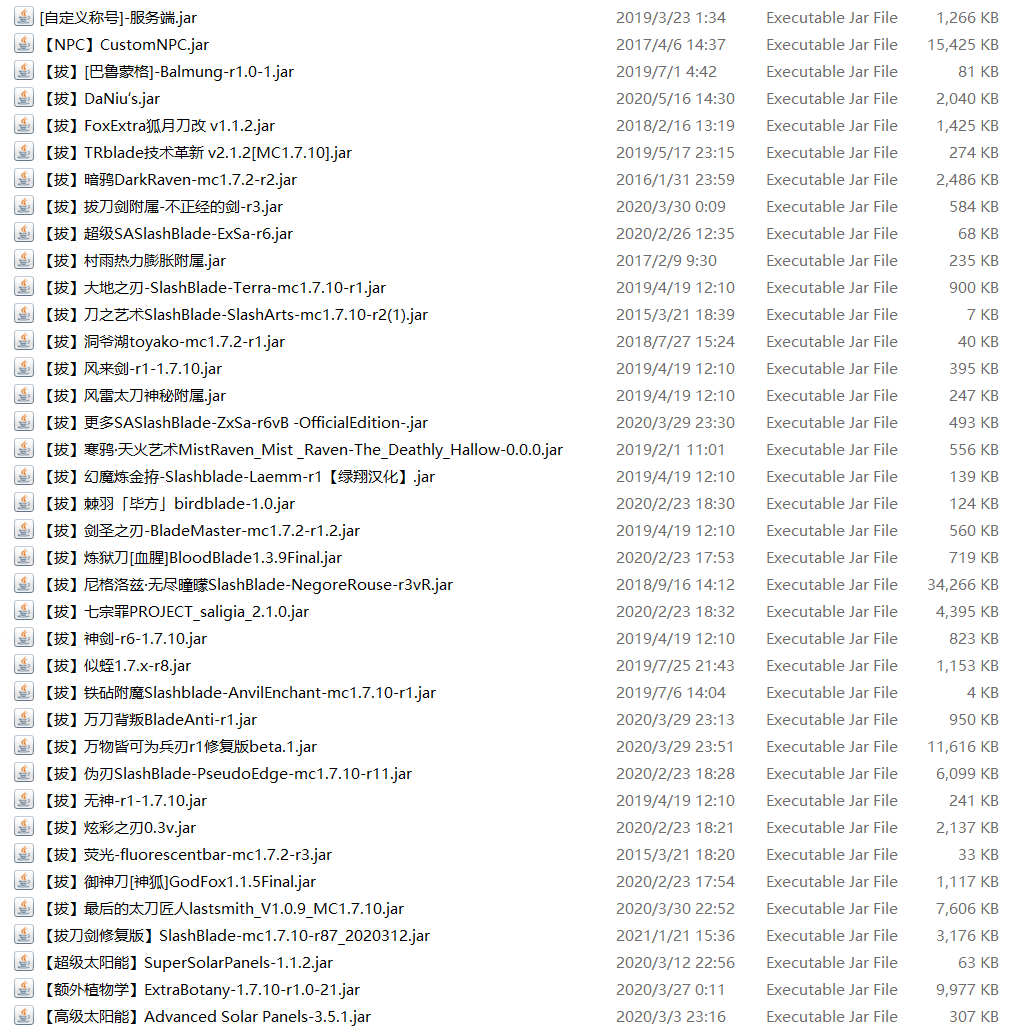 [自定义称号]-服务端.jar 2019/3/23 1:34 Executable Jar File 1,266 KB
【NPC】CustomNPC.jar 2017/4/6 14:37 Executable Jar File 15,425 KB
【拔】[巴鲁蒙格]-Balmung-r1.0-1.jar 2019/7/1 4:42 Executable Jar File 81 KB
【拔】DaNiu‘s.jar 2020/5/16 14:30 Executable Jar File 2,040 KB
【拔】FoxExtra狐月刀改 v1.1.2.jar 2018/2/16 13:19 Executable Jar File 1,425 KB
【拔】TRblade技术革新 v2.1.2[MC1.7.10].jar 2019/5/17 23:15 Executable Jar File 274 KB
【拔】暗鸦DarkRaven-mc1.7.2-r2.jar 2016/1/31 23:59 Executable Jar File 2,486 KB
【拔】拔刀剑附属-不正经的剑-r3.jar 2020/3/30 0:09 Executable Jar File 584 KB
【拔】超级SASlashBlade-ExSa-r6.jar 2020/2/26 12:35 Executable Jar File 68 KB
【拔】村雨热力膨胀附属.jar 2017/2/9 9:30 Executable Jar File 235 KB
【拔】大地之刃-SlashBlade-Terra-mc1.7.10-r1.jar 2019/4/19 12:10 Executable Jar File 900 KB
【拔】刀之艺术SlashBlade-SlashArts-mc1.7.10-r2(1).jar 2015/3/21 18:39 Executable Jar File 7 KB
【拔】洞爷湖toyako-mc1.7.2-r1.jar 2018/7/27 15:24 Executable Jar File 40 KB
【拔】风来剑-r1-1.7.10.jar 2019/4/19 12:10 Executable Jar File 395 KB
【拔】风雷太刀神秘附属.jar 2019/4/19 12:10 Executable Jar File 247 KB
【拔】更多SASlashBlade-ZxSa-r6vB -OfficialEdition-.jar 2020/3/29 23:30 Executable Jar File 493 KB
【拔】寒鸦·天火艺术MistRaven_Mist _Raven-The_Deathly_Hallow-0.0.0.jar 2019/2/1 11:01 Executable Jar File 556 KB
【拔】幻魔炼金拵-Slashblade-Laemm-r1【绿翔汉化】.jar 2019/4/19 12:10 Executable Jar File 139 KB
【拔】棘羽「毕方」birdblade-1.0.jar 2020/2/23 18:30 Executable Jar File 124 KB
【拔】剑圣之刃-BladeMaster-mc1.7.2-r1.2.jar 2019/4/19 12:10 Executable Jar File 560 KB
【拔】炼狱刀[血腥]BloodBlade1.3.9Final.jar 2020/2/23 17:53 Executable Jar File 719 KB
【拔】尼格洛兹·无尽曈曚SlashBlade-NegoreRouse-r3vR.jar 2018/9/16 14:12 Executable Jar File 34,266 KB
【拔】七宗罪PROJECT_saligia_2.1.0.jar 2020/2/23 18:32 Executable Jar File 4,395 KB
【拔】神剑-r6-1.7.10.jar 2019/4/19 12:10 Executable Jar File 823 KB
【拔】似蛭1.7.x-r8.jar 2019/7/25 21:43 Executable Jar File 1,153 KB
【拔】铁砧附魔Slashblade-AnvilEnchant-mc1.7.10-r1.jar 2019/7/6 14:04 Executable Jar File 4 KB
【拔】万刀背叛BladeAnti-r1.jar 2020/3/29 23:13 Executable Jar File 950 KB
【拔】万物皆可为兵刃r1修复版beta.1.jar 2020/3/29 23:51 Executable Jar File 11,616 KB
【拔】伪刃SlashBlade-PseudoEdge-mc1.7.10-r11.jar 2020/2/23 18:28 Executable Jar File 6,099 KB
【拔】无神-r1-1.7.10.jar 2019/4/19 12:10 Executable Jar File 241 KB
【拔】炫彩之刃0.3v.jar 2020/2/23 18:21 Executable Jar File 2,137 KB
【拔】荧光-fluorescentbar-mc1.7.2-r3.jar 2015/3/21 18:20 Executable Jar File 33 KB
【拔】御神刀[神狐]GodFox1.1.5Final.jar 2020/2/23 17:54 Executable Jar File 1,117 KB
【拔】最后的太刀匠人lastsmith_V1.0.9_MC1.7.10.jar 2020/3/30 22:52 Executable Jar File 7,606 KB
【拔刀剑修复版】SlashBlade-mc1.7.10-r87_2020312.jar 2021/1/21 15:36 Executable Jar File 3,176 KB
【超级太阳能】SuperSolarPanels-1.1.2.jar 2020/3/12 22:56 Executable Jar File 63 KB
【额外植物学】ExtraBotany-1.7.10-r1.0-21.jar 2020/3/27 0:11 Executable Jar File 9,977 KB
【高级太阳能】Advanced Solar Panels-3.5.1.jar 2020/3/3 23:16 Executable Jar File 307 KB